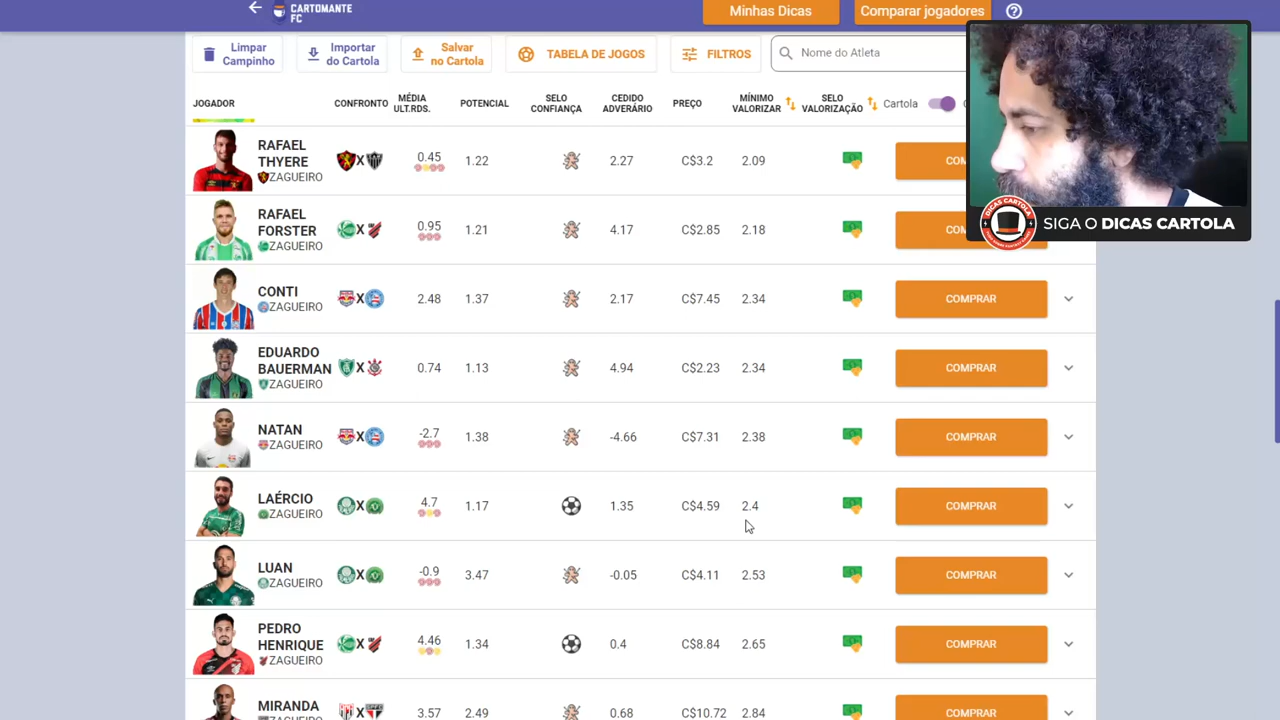 CARTOMANTE
FC
Minhas Dicas
Comparar jogadores
?
Limpar
Campinho
Importar
do Cartola
Salvar
no Cartola
TABELA DE JOGOS
FILTROS
Nome do Atleta
JOGADOR
CONFRONTO
MÉDIA
ULT.RDS.
POTENCIAL
SELO
CONFIANÇA
CEDIDO
ADVERÁRIO
PREÇO
MÍNIMO
VALORIZAR
SELO
VALORIZAÇÃO
Cartola
RAFAEL
THYERE
ZAGUEIRO
X
0.45
1.22
2.27
C$3.2
2.09
RAFAEL
FORSTER
ZAGUEIRO
X
0.95
1.21
4.17
C$2.85
2.18
DICAS CARTOLA
SIGA O DICAS CARTOLA
CONTI
ZAGUEIRO
X
2.48
1.37
2.17
C$7.45
2.34
COMPRAR
EDUARDO
BAUERMAN
ZAGUEIRO
X
0.74
1.13
4.94
C$2.23
2.34
COMPRAR
NATAN
ZAGUEIRO
X
-2.7
1.38
-4.66
C$7.31
2.38
COMPRAR
LAÉRCIO
ZAGUEIRO
X
4.7
1.17
1.35
C$4.59
2.4
COMPRAR
LUAN
ZAGUEIRO
X
-0.9
3.47
-0.05
C$4.11
2.53
COMPRAR
PEDRO
HENRIQUE
ZAGUEIRO
X
4.46
1.34
0.4
C$8.84
2.65
COMPRAR
MIRANDA
X
3.57
2.49
0.68
C$10.72
2.84
COMPRAR